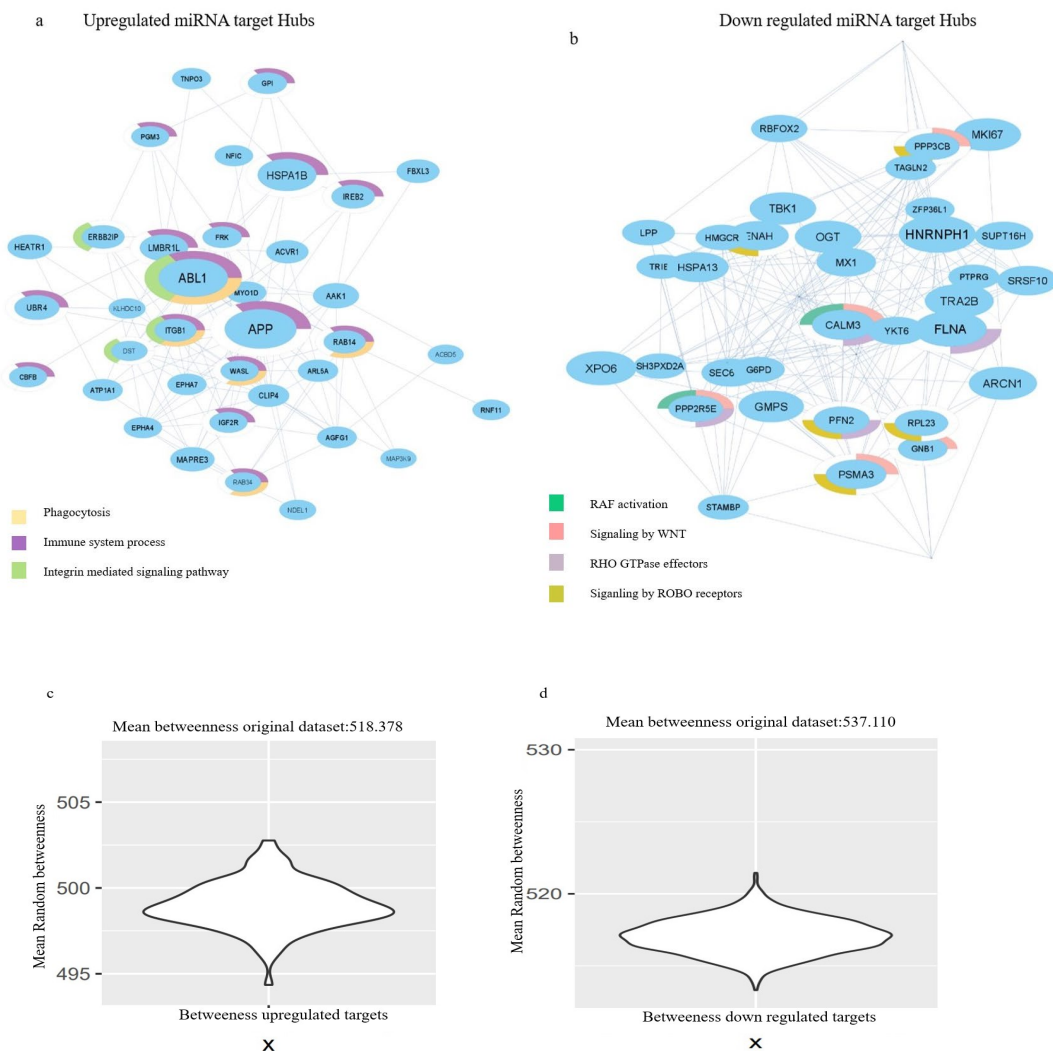 a
Upregulated miRNA target Hubs
TNPO3
GPI
PGM3
NFIC
HSPA1B
FBXL3
IREB2
ERBB2IP
FRK
HEATR1
LMBR1L
ACVR1
ABL1
MYO1D
AAK1
UBR4
KLHDC10
ITGB1
APP
RAB14
DST
ACBD5
WASL
ARL5A
CBFB
ATP1A1
EPHA7
CLIP4
RNF11
EPHA4
IGF2R
AGFG1
MAPRE3
MAP3K9
RAB34
NDEL1
Phagocytosis
Immune system process
Integrin mediated signaling pathway
b
Down regulated miRNA target Hubs
RBFOX2
MKI67
PPP3CB
TAGLN2
TBK1
ZFP36L1
LPP
HMGCR
ENAH
OGT
HNRNPH1
SUPT16H
MX1
HSPA13
PTPRG
SRSF10
TRA2B
CALM3
YKT6
FLNA
XPO6
SH3PXD2A
SEC6
G6PD
ARCN1
PPP2R5E
GMPS
PFN2
RPL23
GNB1
PSMA3
STAMBP
RAF activation
Signaling by WNT
RHO GTPase effectors
Siganling by ROBO receptors
c
Mean betweenness original dataset:518.378
Mean Random betweenness
505
500
495
Betweeness upregulated targets
x
d
Mean betweenness original dataset:537.110
Mean Random betweenness
530
520
Betweeness down regulated targets
x